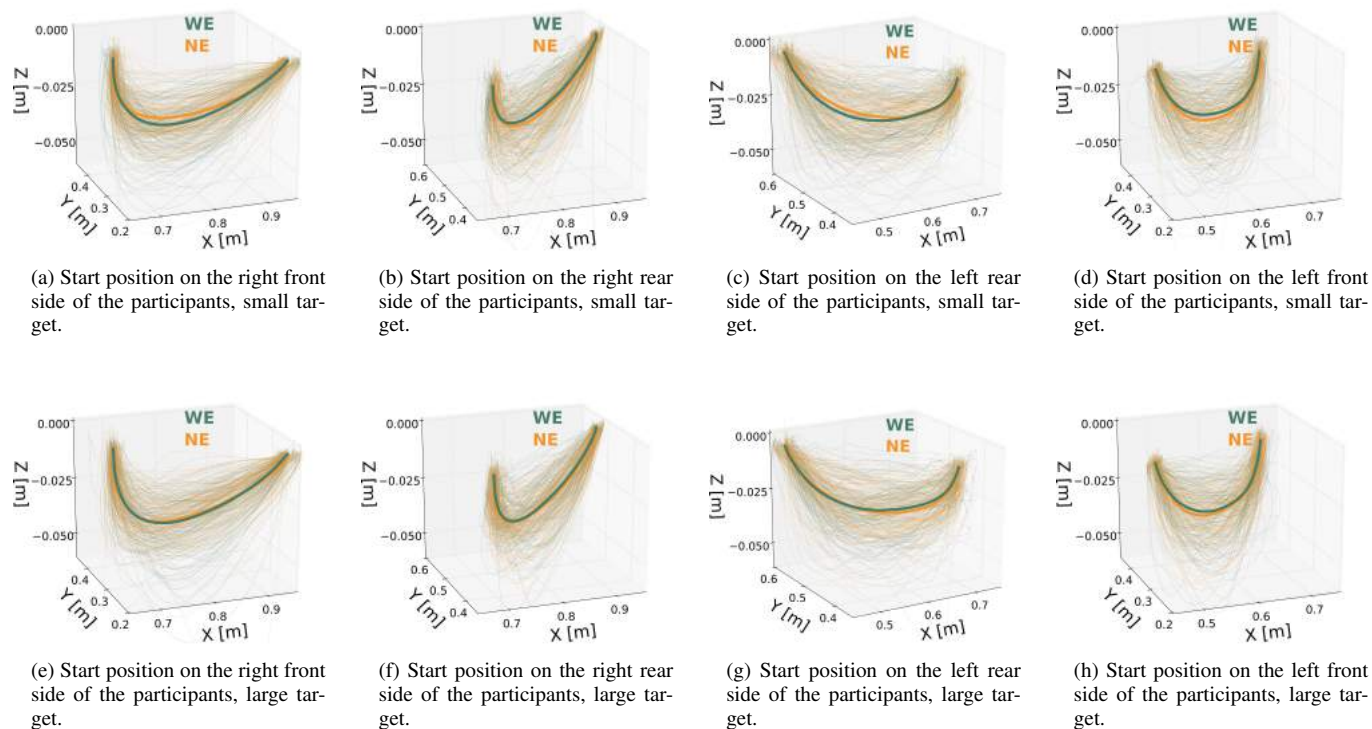 WE
NE
0.000
−0.025
−0.050
Z [m]
0.4
0.3
0.2
Y [m]
0.7
0.8
0.9
X [m]
(a) Start position on the right front
side of the participants, small target.
WE
NE
0.000
−0.025
−0.050
Z [m]
0.6
0.5
0.4
Y [m]
0.7
0.8
0.9
X [m]
(b) Start position on the right rear
side of the participants, small tar-
get.
WE
NE
0.000
−0.025
−0.050
Z [m]
0.6
0.5
0.4
Y [m]
0.5
0.6
0.7
X [m]
(c) Start position on the left rear
side of the participants, small tar-
get.
WE
NE
0.000
−0.025
−0.050
Z [m]
0.4
0.3
0.2
Y [m]
0.5
0.6
0.7
X [m]
(d) Start position on the left front
side of the participants, small tar-
get.
WE
NE
0.000
−0.025
−0.050
Z [m]
0.4
0.3
0.2
Y [m]
0.7
0.8
0.9
X [m]
(e) Start position on the right front
side of the participants, large tar-
get.
WE
NE
0.000
−0.025
−0.050
Z [m]
0.6
0.5
0.4
Y [m]
0.7
0.8
0.9
X [m]
(f) Start position on the right rear
side of the participants, large tar-
get.
WE
NE
0.000
−0.025
−0.050
Z [m]
0.6
0.5
0.4
Y [m]
0.5
0.6
0.7
X [m]
(g) Start position on the left rear
side of the participants, large tar-
get.
WE
NE
0.000
−0.025
−0.050
Z [m]
0.4
0.3
0.2
Y [m]
0.5
0.6
0.7
X [m]
(h) Start position on the left front
side of the participants, large tar-
get.